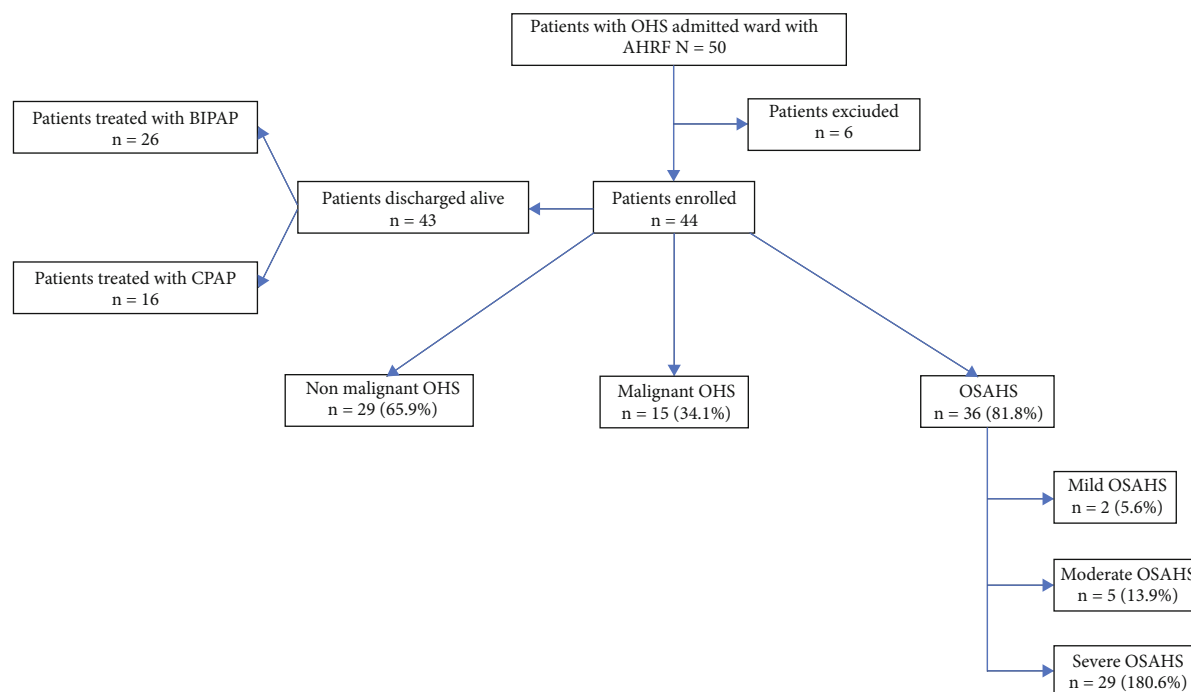 Patients with OHS admitted ward with
AHRF N = 50
Patients exciuded
n = 6
Patients treated with BIPAP
n = 26
Patients discharged alive
n = 43
Patients enrolled
n = 44
Patients treated with CPAP
n = 16
Non malignant OHS
n = 29 (65.9%)
Malignant OHS
n = 15 (34.1%)
OSAHS
n = 36 (81.8%)
Mild OSAHS
n = 2 (5.6%)
Moderate OSAHS
n = 5 (13.9%)
Severe OSAHS
n = 29 (180.6%)